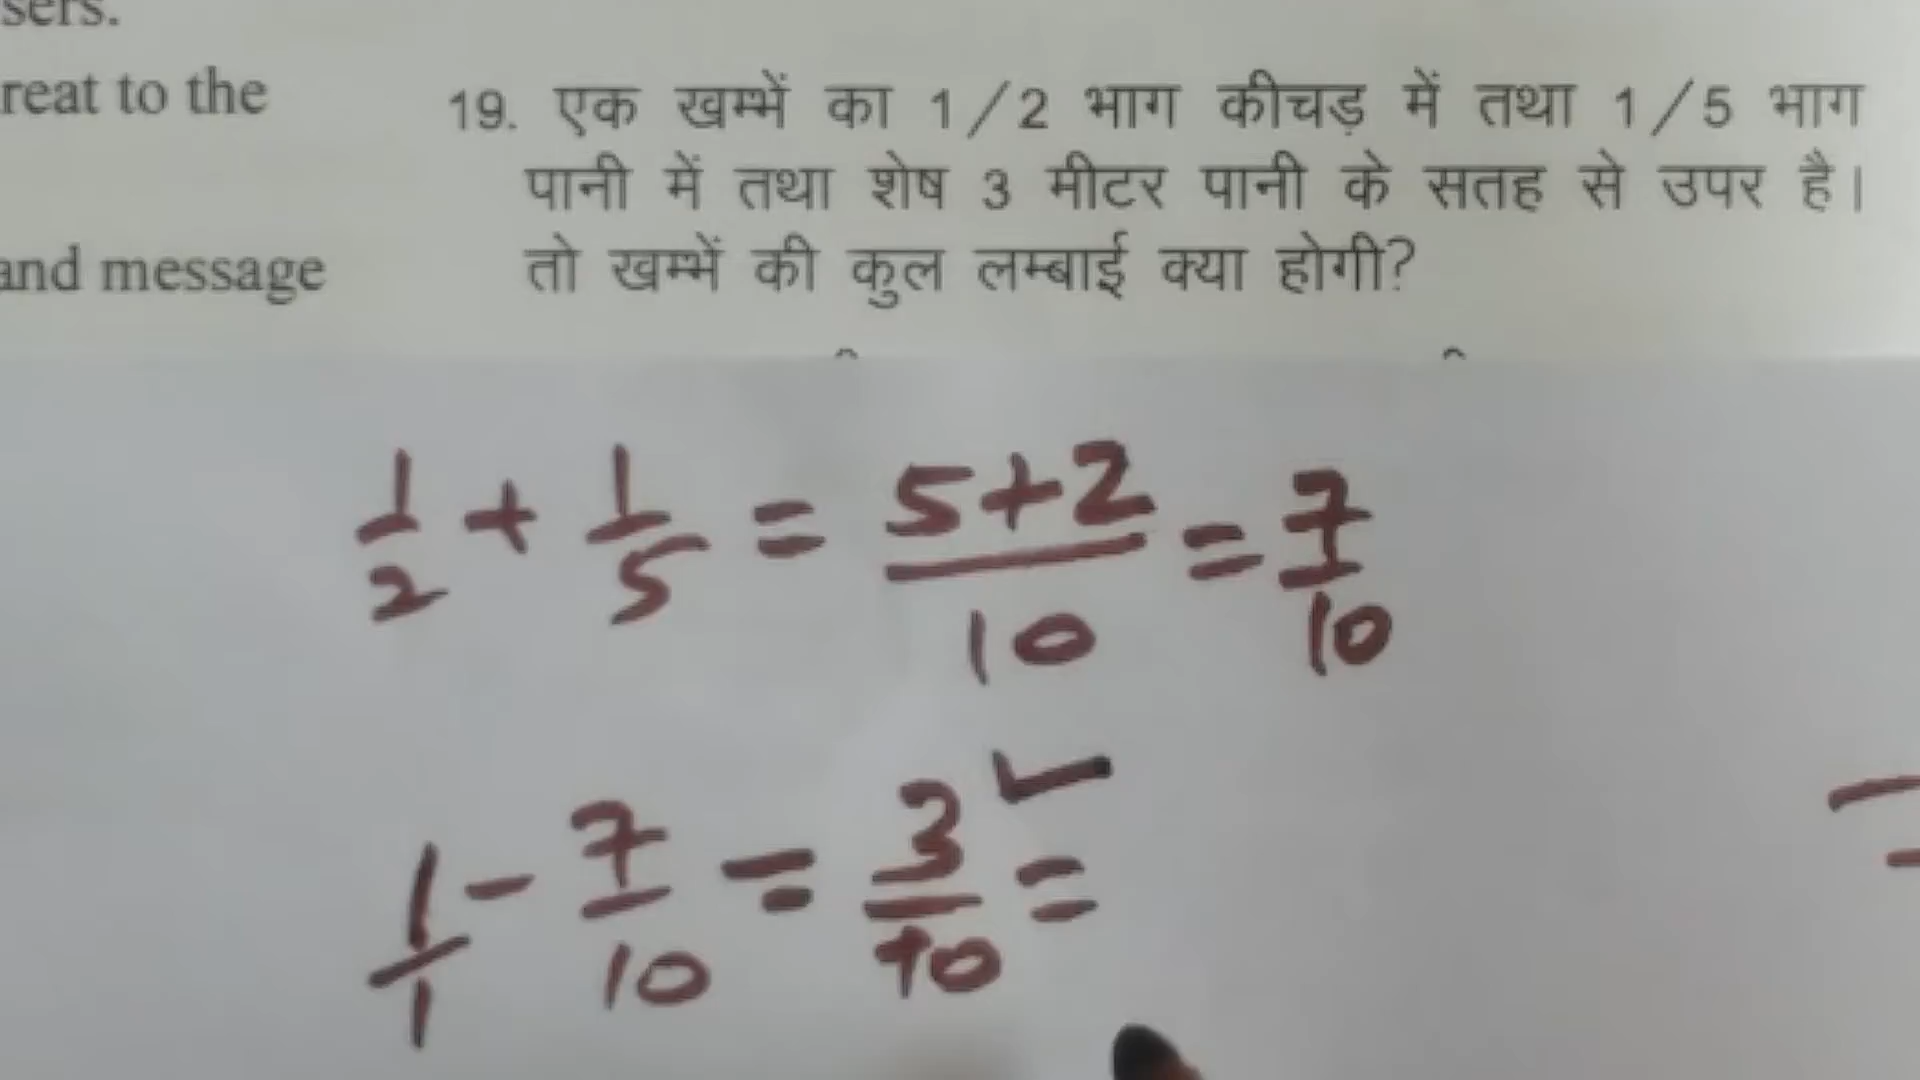 sers.
reat to the
and message
19. एक खम्भें का 1/2 भाग कीचड़ में तथा 1/5 भाग
पानी में तथा शेष 3 मीटर पानी के सतह से उपर है।
तो खम्भें की कुल लम्बाई क्या होगी?
1/2 + 1/5 = 5+2/10 = 7/10
1/1 - 7/10 = 3/10 =